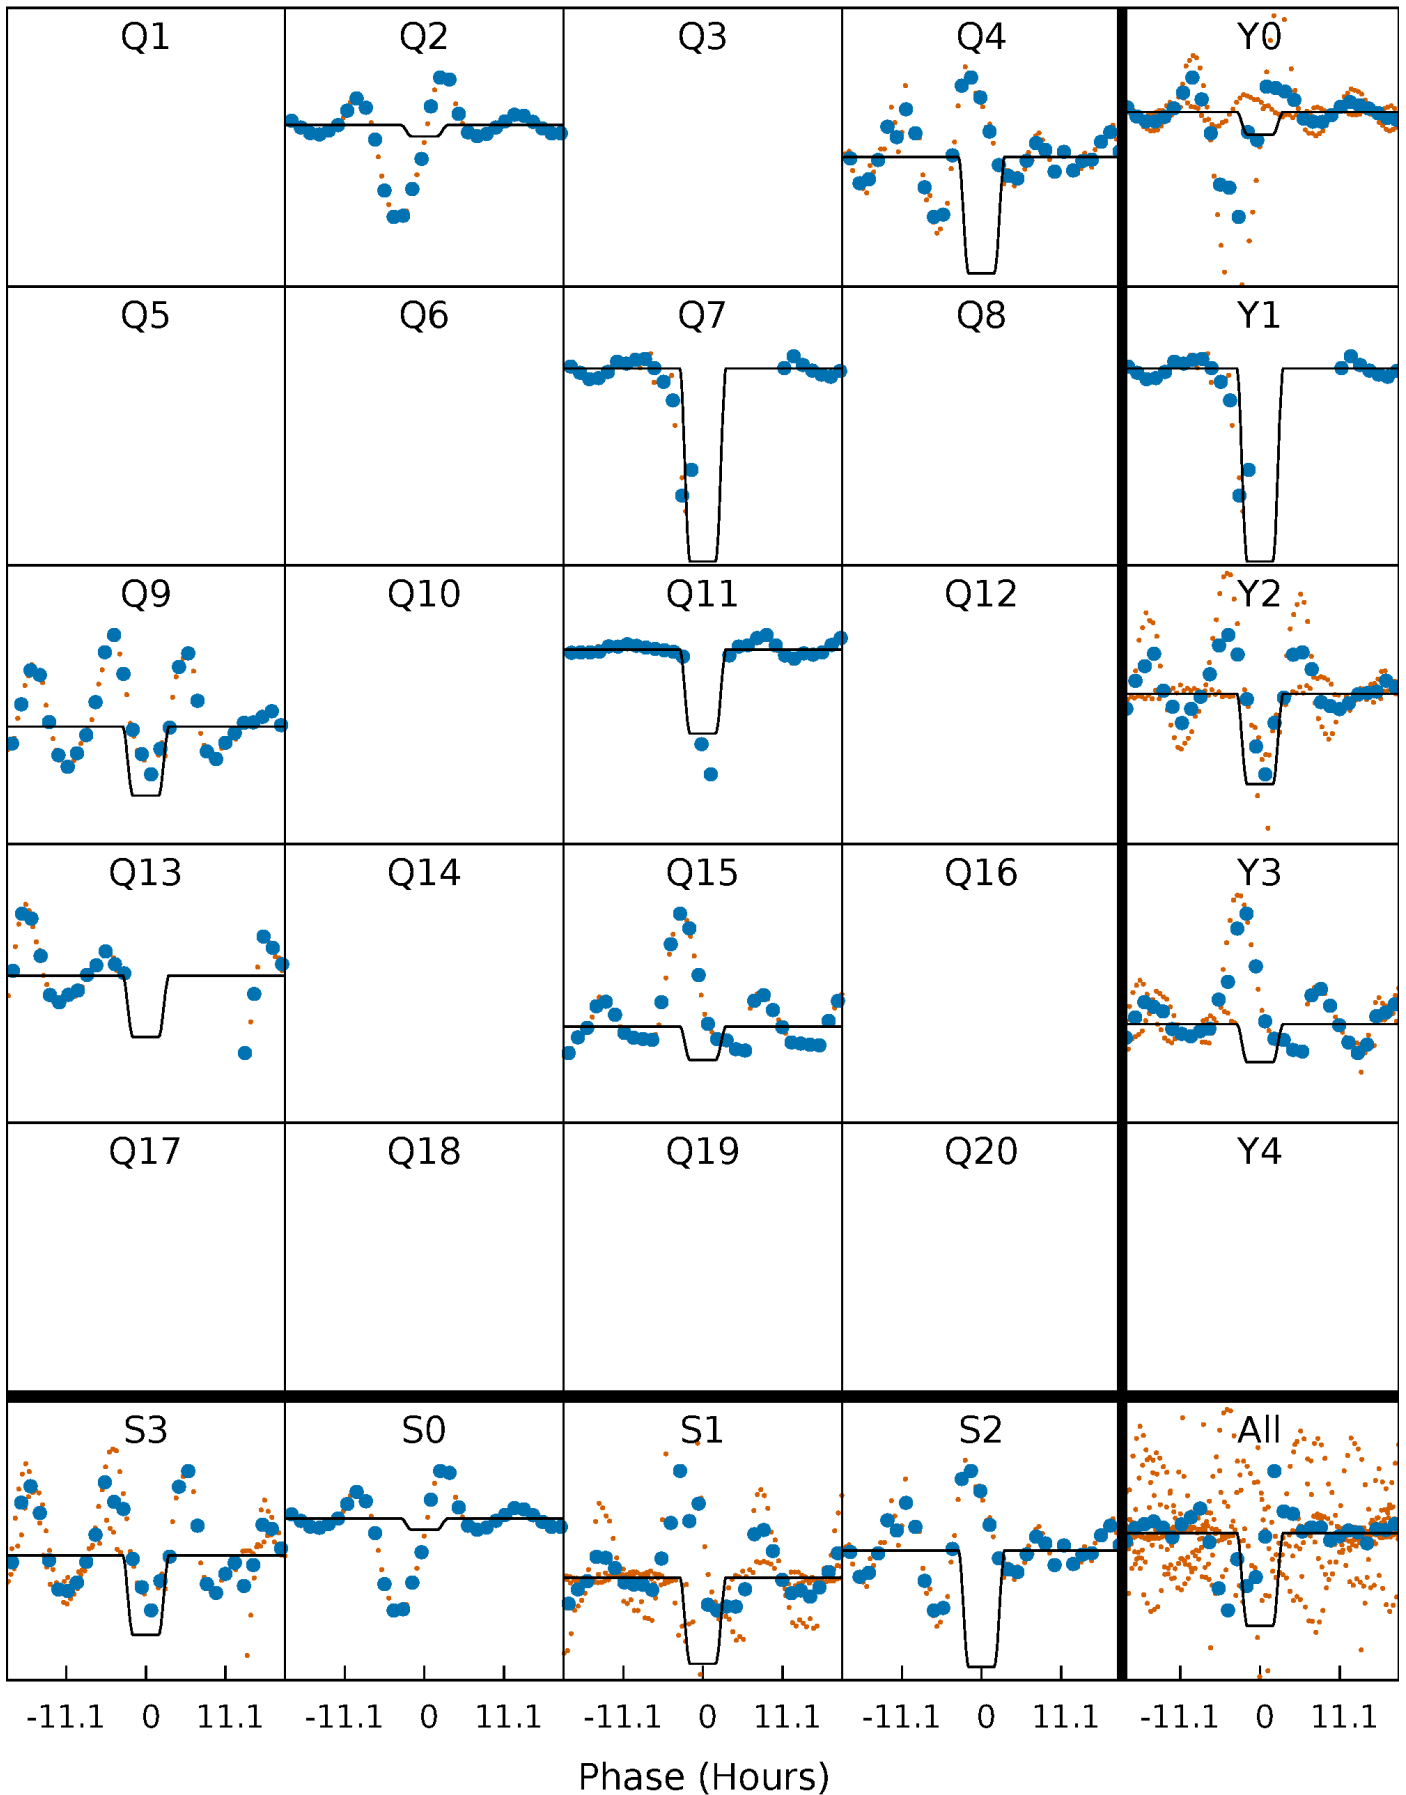 Q1 Q2 Q3 Q4 Y0
Q5 Q6 Q7 Q8 Y1
Q9 Q10 Q11 Q12 Y2
Q13 Q14 Q15 Q16 Y3
Q17 Q18 Q19 Q20 Y4
S3 S0 S1 S2 All
-11.1 0 11.1 -11.1 0 11.1 -11.1 0 11.1 -11.1 0 11.1 -11.1 0 11.1
Phase (Hours)